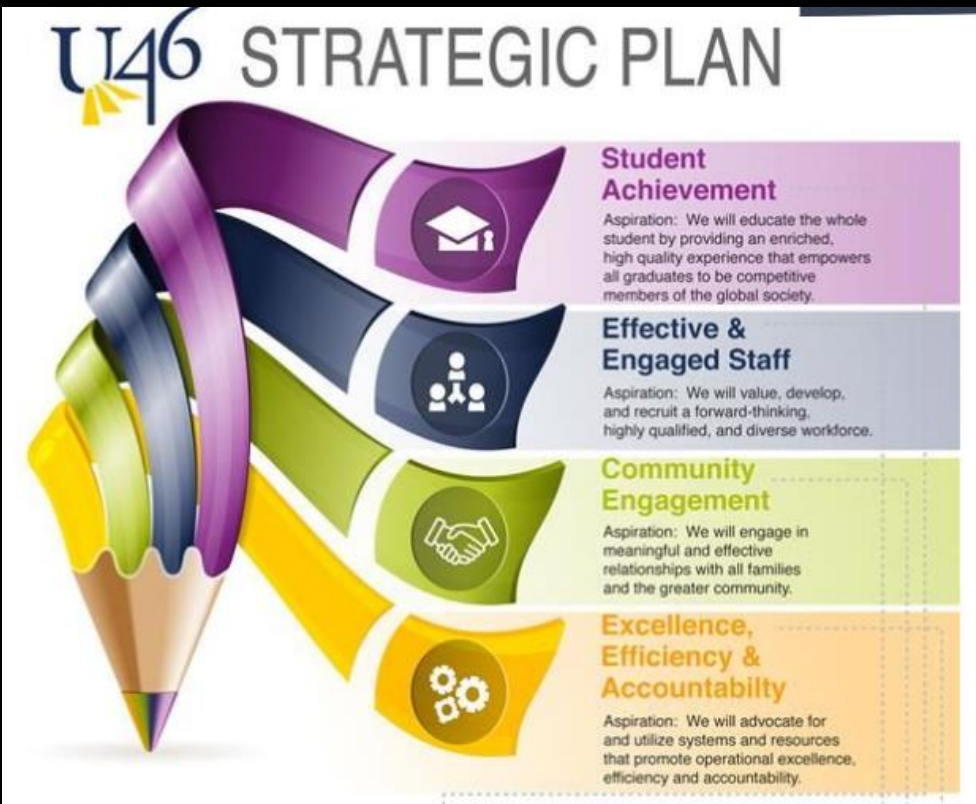 U46 STRATEGIC PLAN
Student
Achievement
Aspiration: We will educate the whole
student by providing an enriched,
high quality experience that empowers
all graduates to be competitive
members of the global society.
Effective &
Engaged Staff
Aspiration: We will value, develop,
and recruit a forward-thinking,
highly qualified, and diverse workforce.
Community
Engagement
Aspiration: We will engage in
meaningful and effective
relationships with all families
and the greater community.
Excellence,
Efficiency &
Accountabilty
Aspiration: We will advocate for
and utilize systems and resources
that promote operational excellence,
efficiency and accountability.